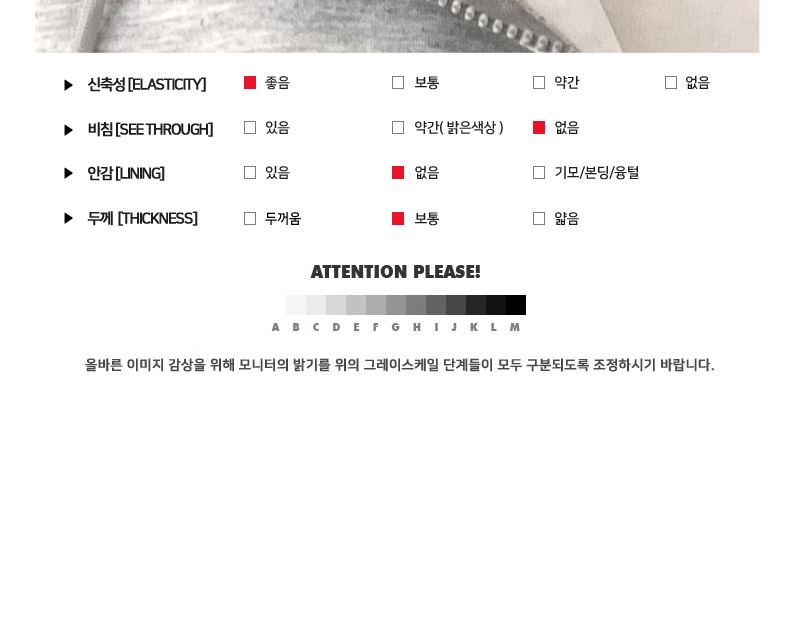 ▶ 신축성 [ELASTICITY] ■ 좋음 □ 보통 □ 약간 □ 없음
▶ 비침 [SEE THROUGH] □ 있음 □ 약간( 밝은색상 ) ■ 없음
▶ 안감 [LINING] □ 있음 ■ 없음 □ 기모/본딩/융털
▶ 두께 [THICKNESS] □ 두꺼움 ■ 보통 □ 얇음
ATTENTION PLEASE!
A B C D E F G H I J K L M
올바른 이미지 감상을 위해 모니터의 밝기를 위의 그레이스케일 단계들이 모두 구분되도록 조정하시기 바랍니다.